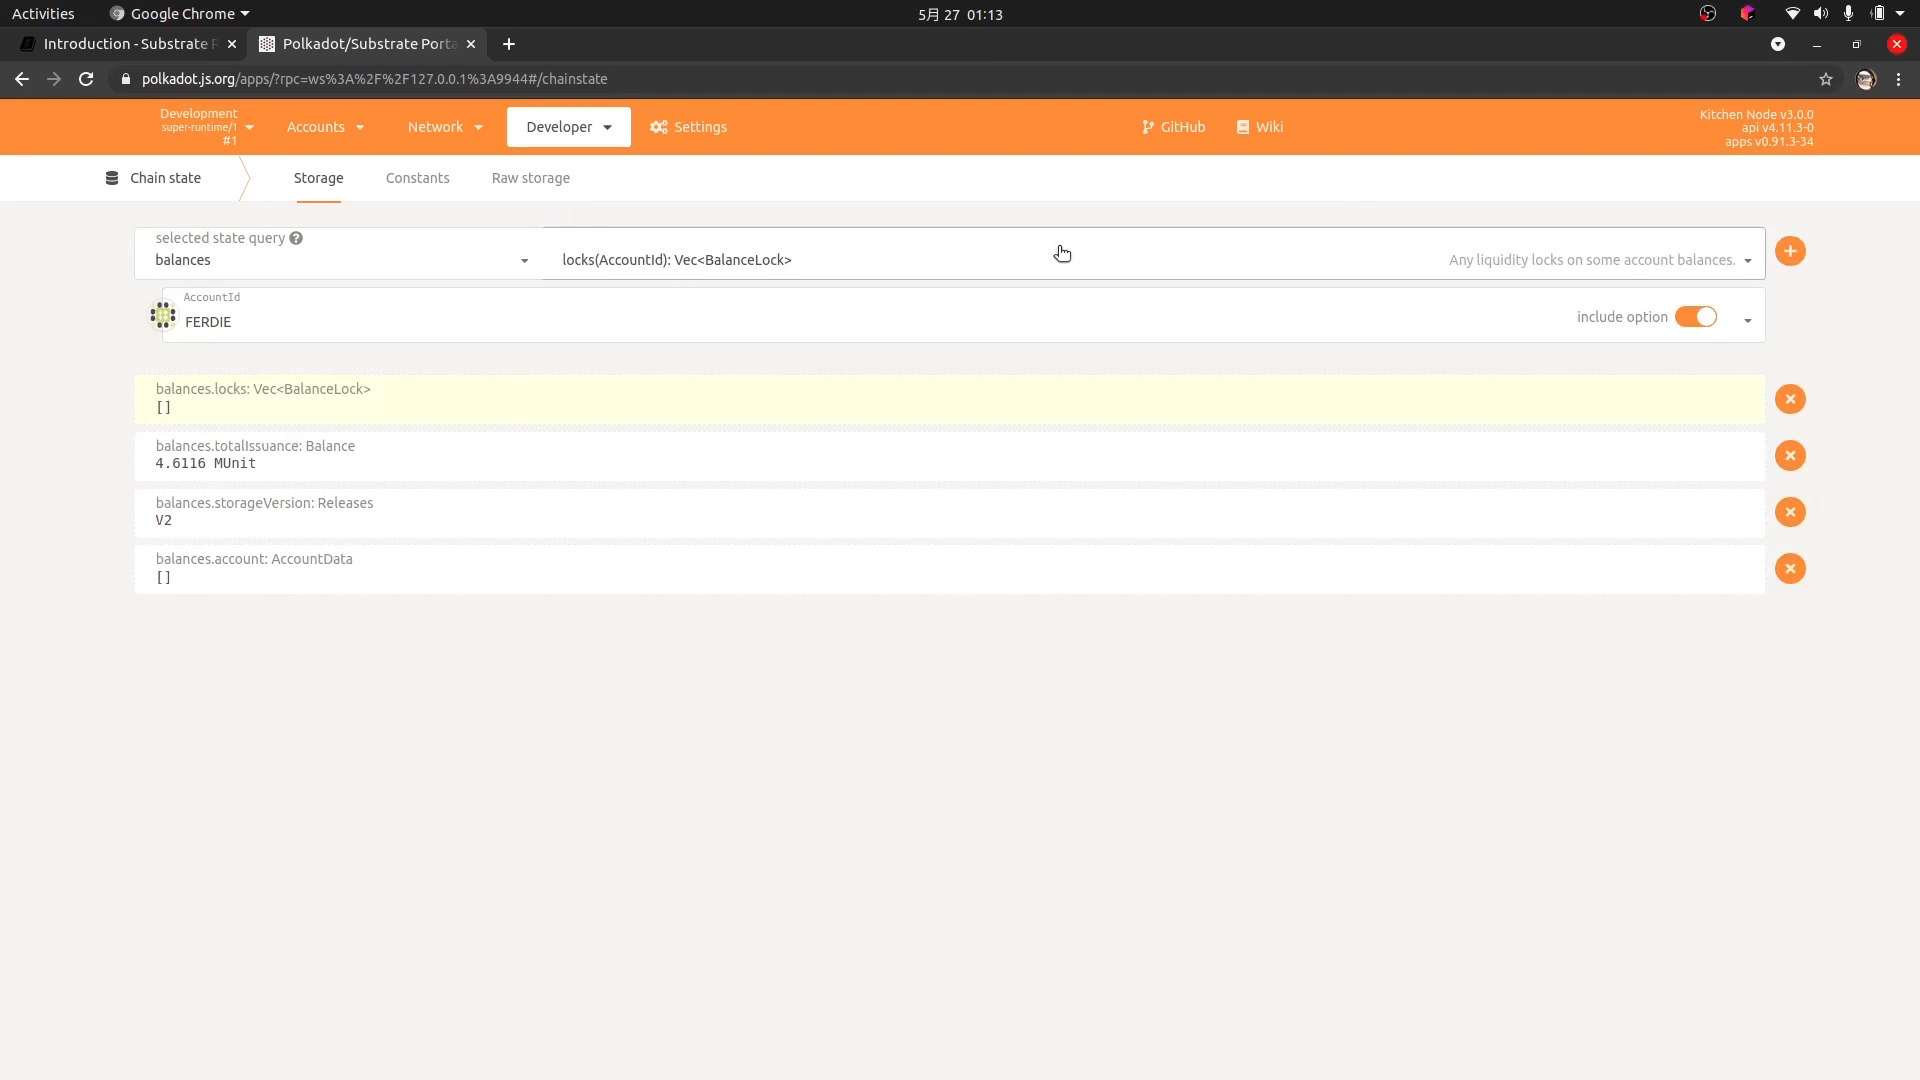 Activities
Google Chrome
5月 27 01:13
Introduction - Substrate R
Polkadot/Substrate Porta
polkadot.js.org/apps/?rpc=ws%3A%2F%2F127.0.0.1%3A9944#/chainstate
Development
super-runtime/1
#1
Accounts
Network
Developer
Settings
GitHub
Wiki
Kitchen Node v3.0.0
api v4.11.3-0
apps v0.91.3-34
Chain state
Storage
Constants
Raw storage
selected state query
balances
locks(AccountId): Vec<BalanceLock>
Any liquidity locks on some account balances.
AccountId
FERDIE
include option
balances.locks: Vec<BalanceLock>
[]
balances.totalIssuance: Balance
4.6116 MUnit
balances.storageVersion: Releases
V2
balances.account: AccountData
[]